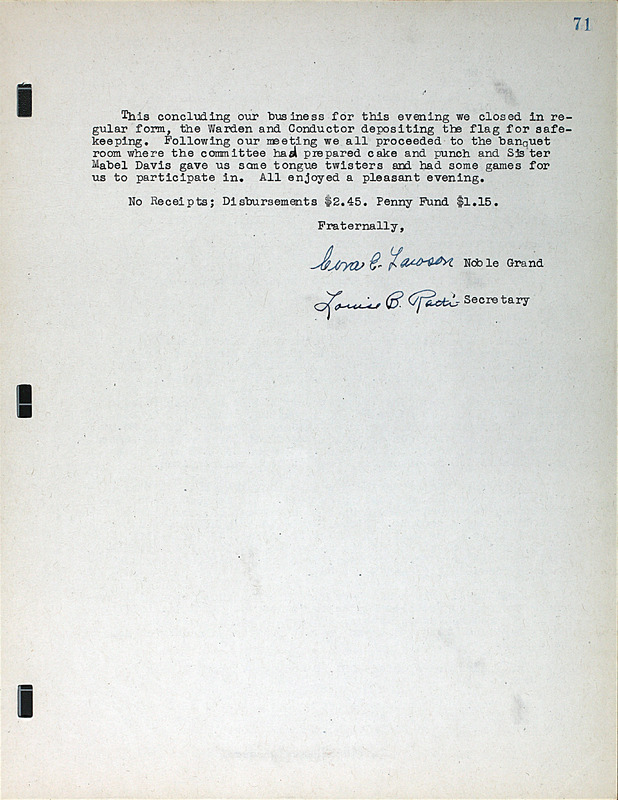 71
This concluding our business for this evening we closed in re-
gular form, the Warden and Conductor depositing the flag for safe-
keeping. Following our meeting we all proceeded to the banquet
room where the committee had prepared cake and punch and Sister
Mabel Davis gave us some tongue twisters and had some games for
us to participate in. All enjoyed a pleasant evening.
No Receipts; Disbursements $2.45. Penny Fund $1.15.
Fraternally,
Cora E. Lawson Noble Grand
Louise B. Secretary